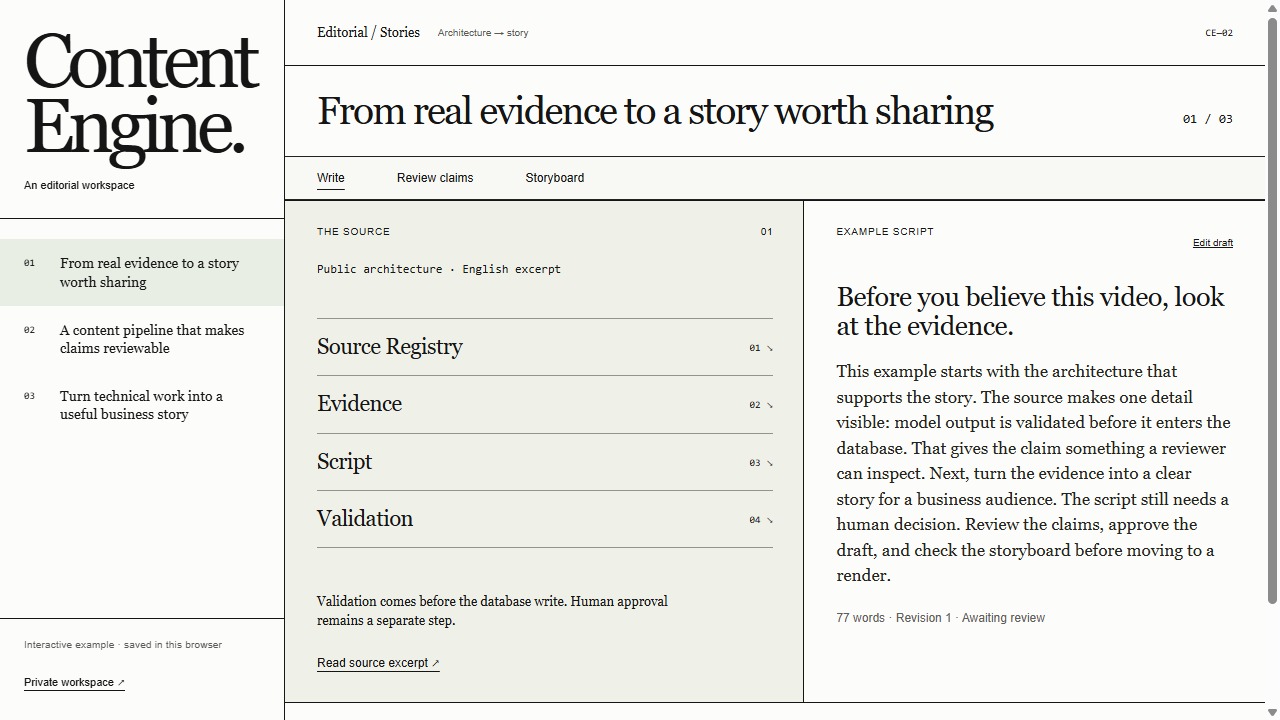 Content
Engine.
An editorial workspace
01 From real evidence to a story
worth sharing
02 A content pipeline that makes
claims reviewable
03 Turn technical work into a
useful business story
Interactive example · saved in this browser
Private workspace ↗
Editorial / Stories Architecture → story CE—02
From real evidence to a story worth sharing 01 / 03
Write Review claims Storyboard
THE SOURCE 01
Public architecture · English excerpt
Source Registry 01 ↘
Evidence 02 ↘
Script 03 ↘
Validation 04 ↘
Validation comes before the database write. Human approval
remains a separate step.
Read source excerpt ↗
EXAMPLE SCRIPT
Edit draft
Before you believe this video, look
at the evidence.
This example starts with the architecture that
supports the story. The source makes one detail
visible: model output is validated before it enters the
database. That gives the claim something a reviewer
can inspect. Next, turn the evidence into a clear
story for a business audience. The script still needs a
human decision. Review the claims, approve the
draft, and check the storyboard before moving to a
render.
77 words · Revision 1 · Awaiting review